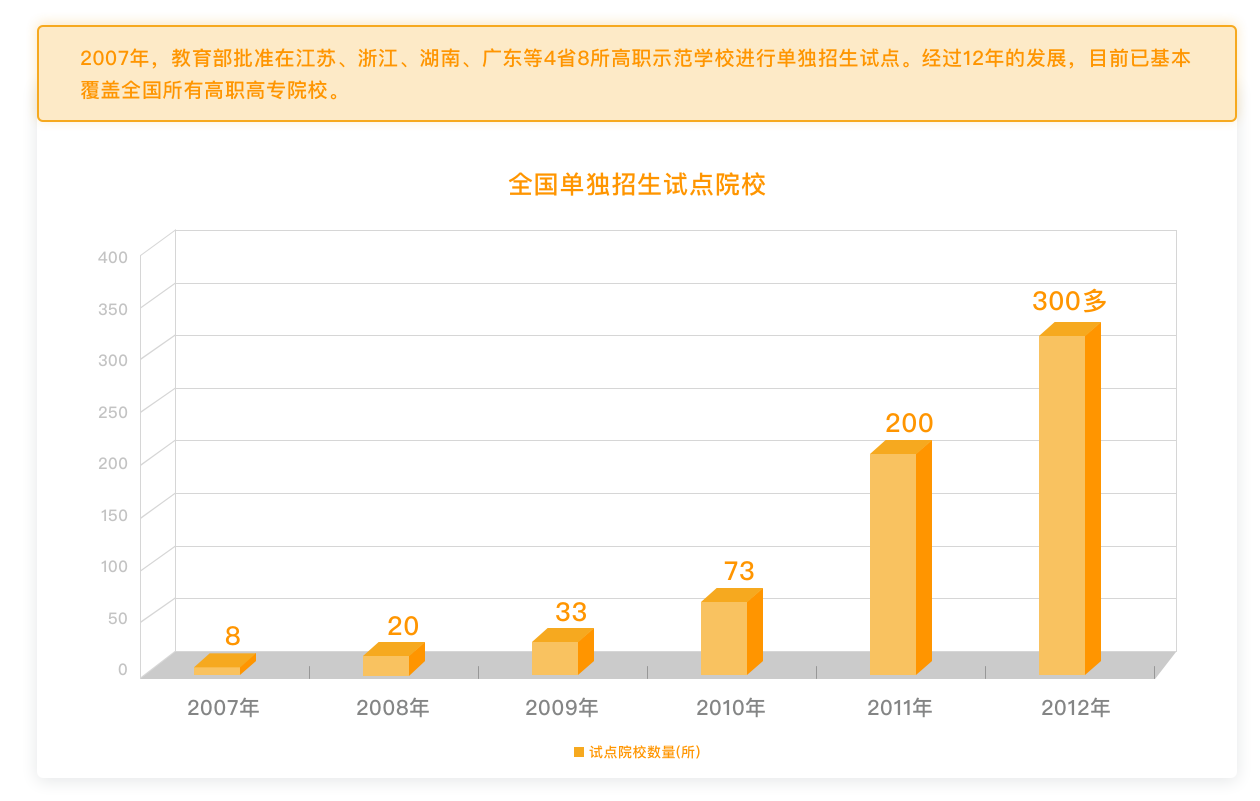 2007年，教育部批准在江苏、浙江、湖南、广东等4省8所高职示范学校进行单独招生试点。经过12年的发展，目前已基本
覆盖全国所有高职高专院校。
全国单独招生试点院校
400
350
300
250
200
150
100
50
0
8
20
33
73
200
300多
2007年
2008年
2009年
2010年
2011年
2012年
试点院校数量(所)